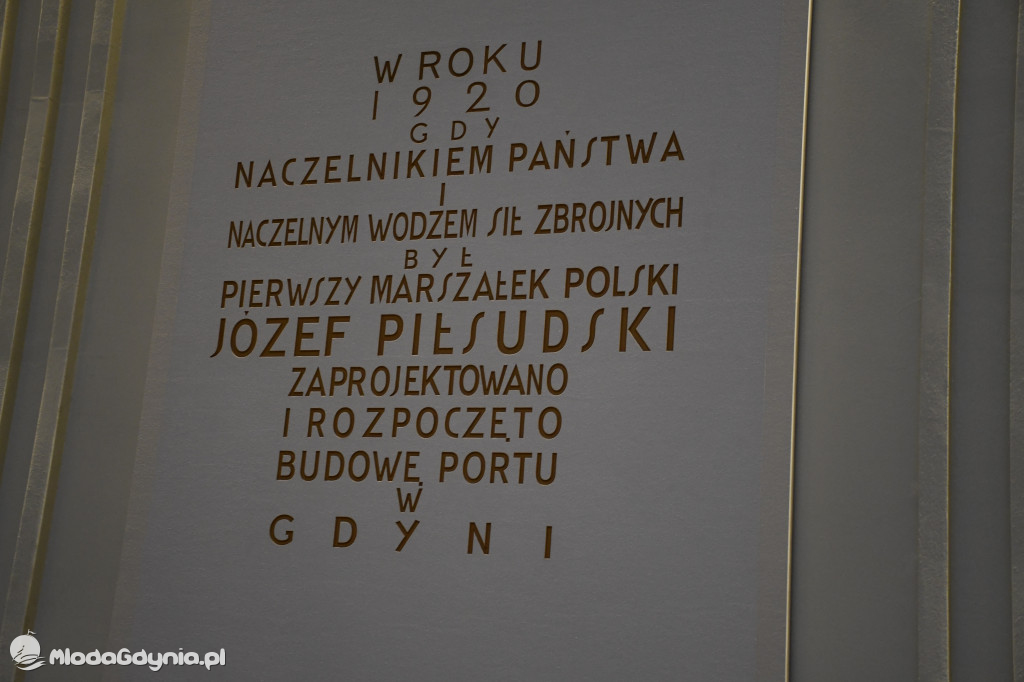 W ROKU
1920
GDY
NACZELNIKIEM PAŃSTWA
I
NACZELNYM WODZEM SIŁ ZBROJNYCH
BYŁ
PIERWSZY MARSZAŁEK POLSKI
JÓZEF PIŁSUDSKI
ZAPROJEKTOWANO
I ROZPOCZĘTO
BUDOWĘ PORTU
W
GDYNI
MlodaGdynia.pl